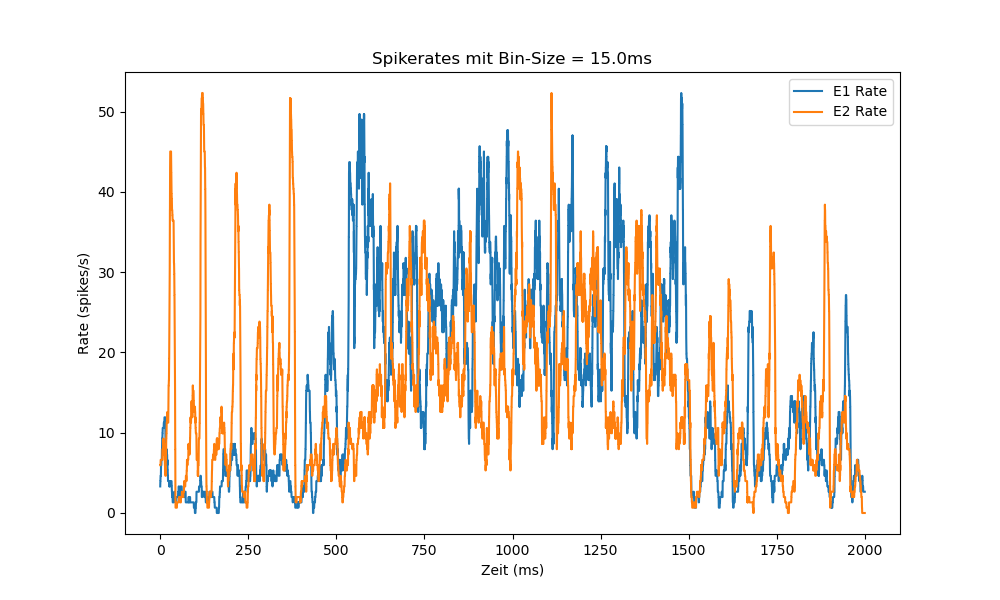 Spikerates mit Bin-Size = 15.0ms
E1 Rate
E2 Rate
50
40
30
20
10
0
Rate (spikes/s)
0 250 500 750 1000 1250 1500 1750 2000
Zeit (ms)